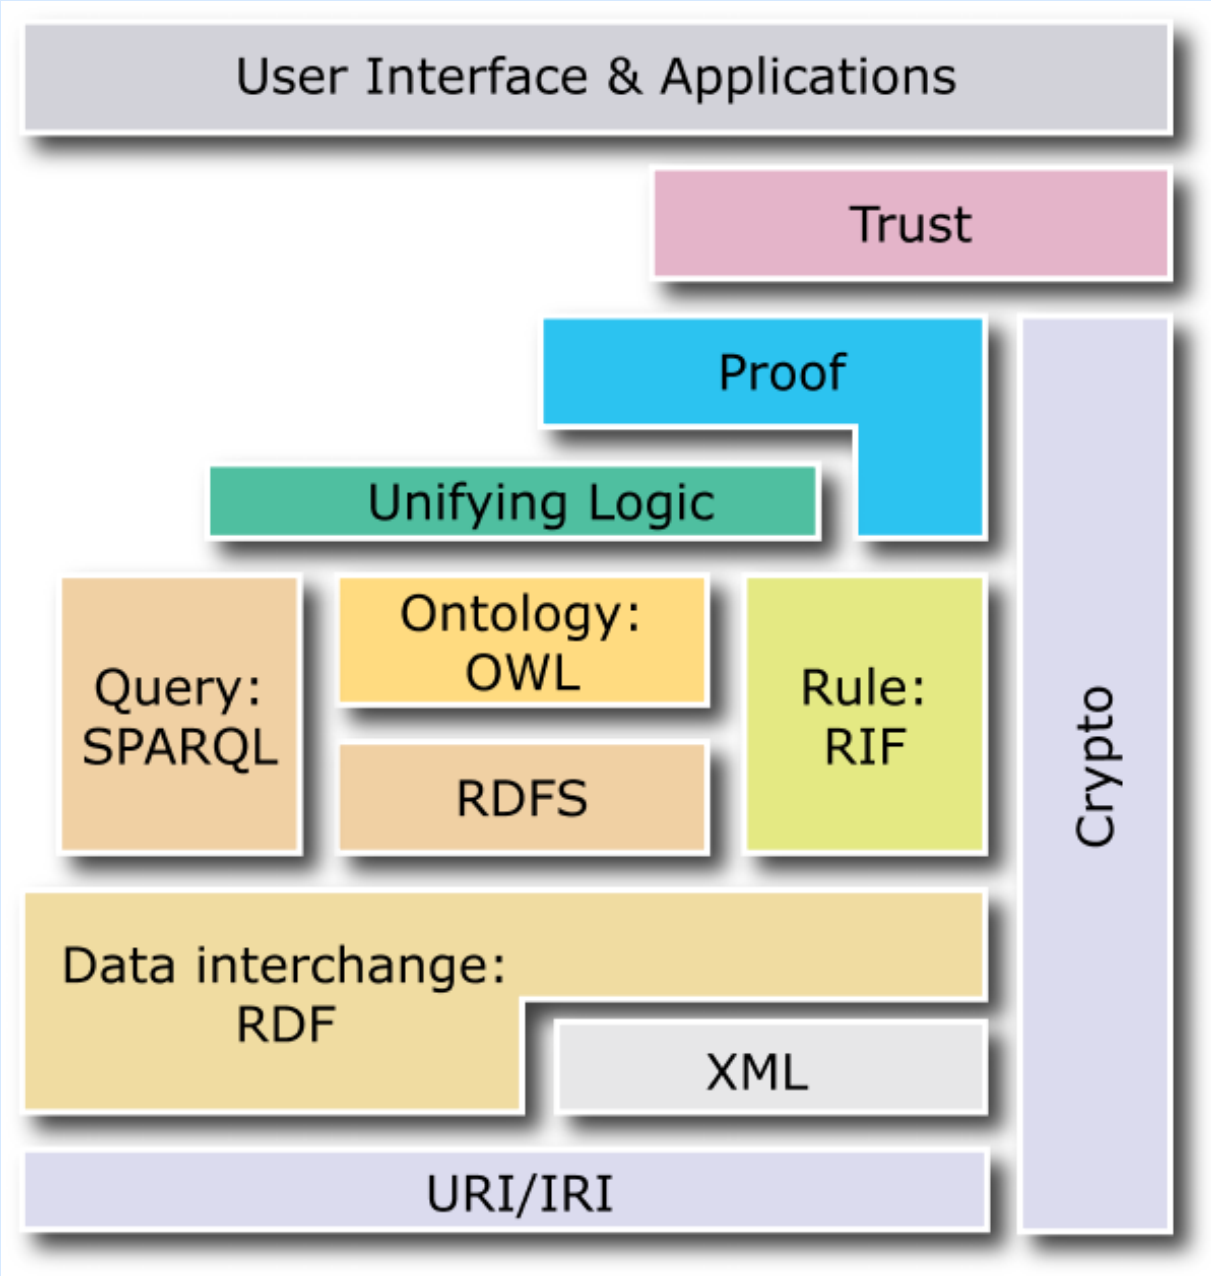 User Interface & Applications
Trust
Proof
Unifying Logic
Query:
SPARQL
Ontology:
OWL
RDFS
Rule:
RIF
Crypto
Data interchange:
RDF
XML
URI/IRI